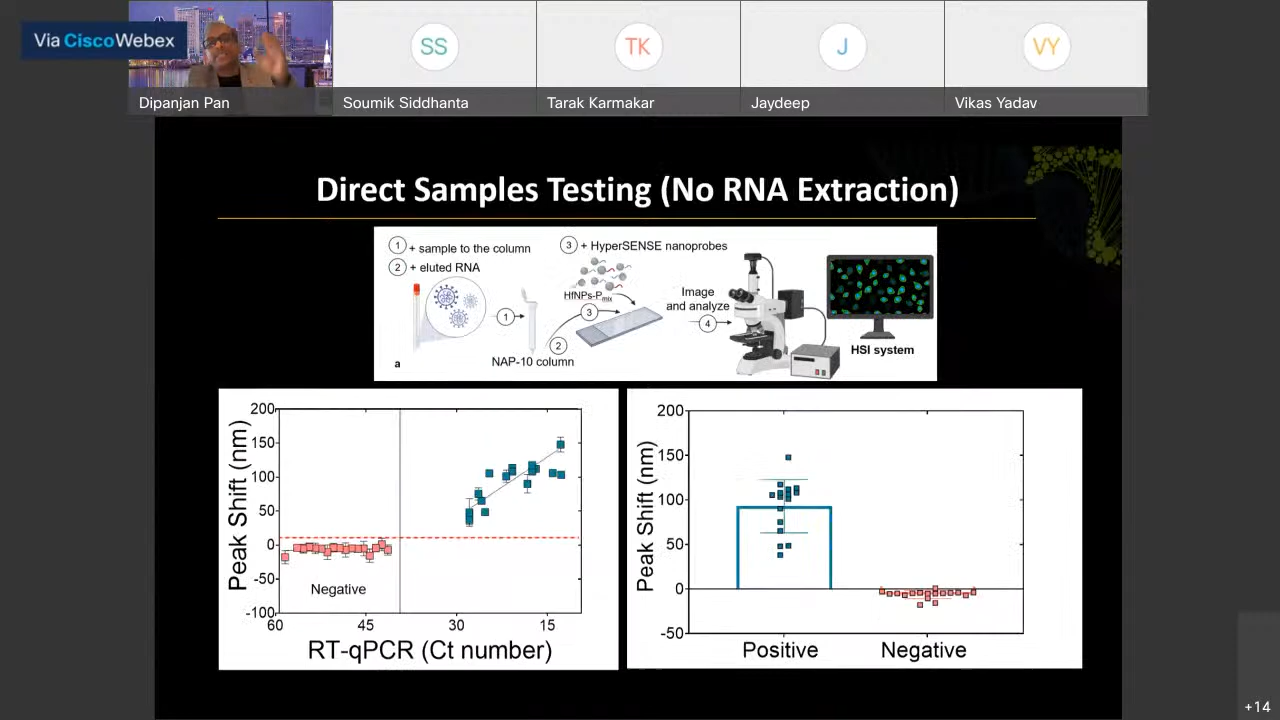 Via Cisco Webex
SS
TK
J
VY
Dipanjan Pan
Soumik Siddhanta
Tarak Karmakar
Jaydeep
Vikas Yadav
Direct Samples Testing (No RNA Extraction)
1 + sample to the column
2 + eluted RNA
3 + HyperSENSE nanoprobes
HfNPs-Pmix
Image
and analyze
1
2
3
4
NAP-10 column
HSI system
a
Peak Shift (nm)
200
150
100
50
0
-50
-100
Negative
60
45
30
15
RT-qPCR (Ct number)
Peak Shift (nm)
200
150
100
50
0
-50
Positive
Negative
+14